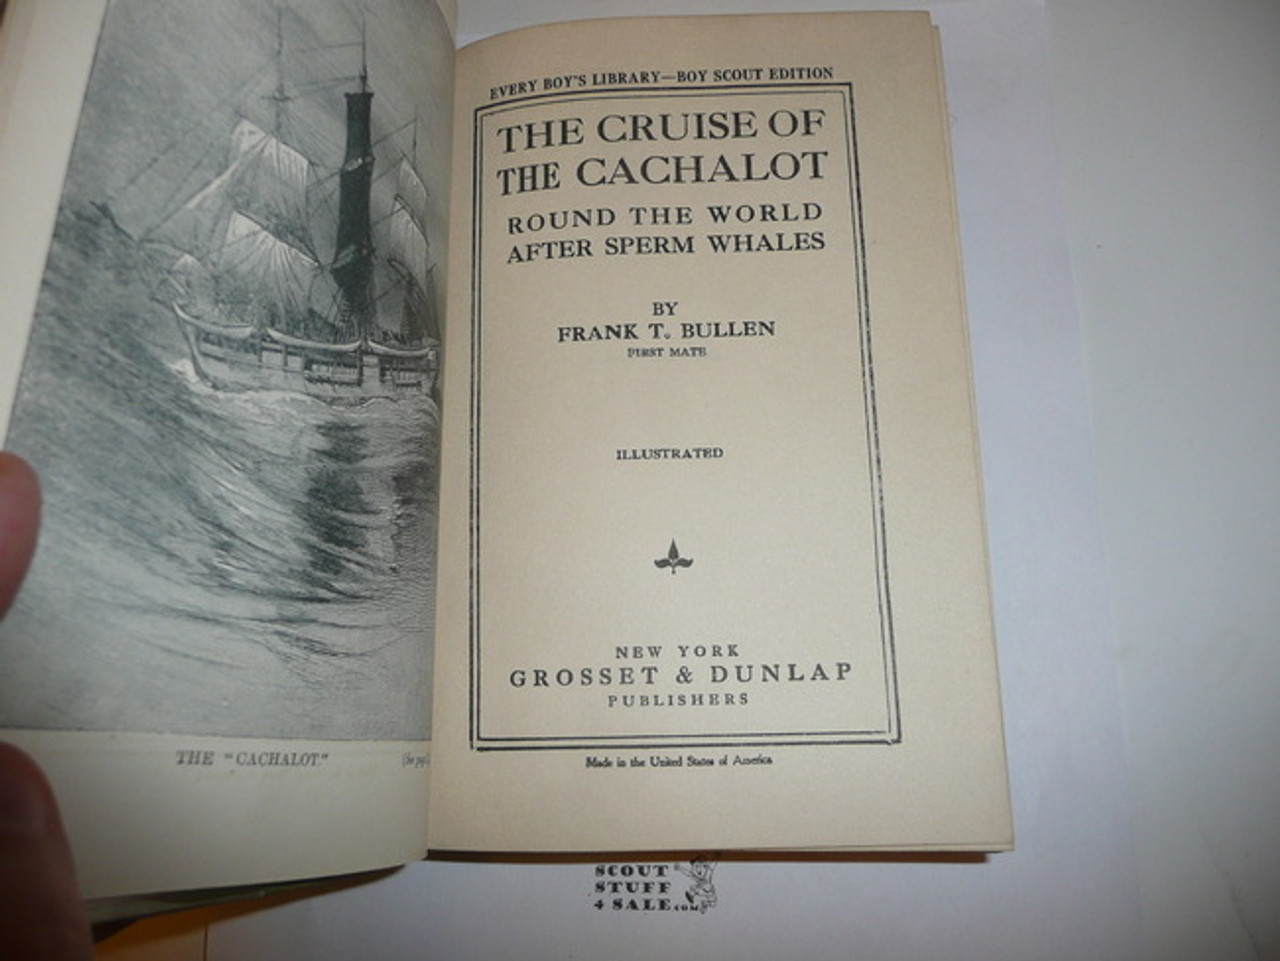 EVERY BOY'S LIBRARY—BOY SCOUT EDITION
THE CRUISE OF
THE CACHALOT
ROUND THE WORLD
AFTER SPERM WHALES
BY
FRANK T. BULLEN
FIRST MATE
ILLUSTRATED
NEW YORK
GROSSET & DUNLAP
PUBLISHERS
Made in the United States of America
THE "CACHALOT."
SCOUT
STUFF
4 SALE.COM